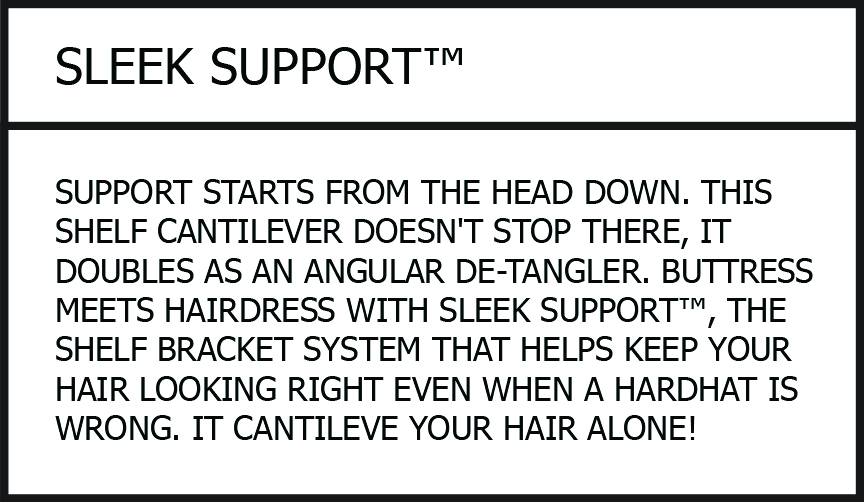 SLEEK SUPPORT™
SUPPORT STARTS FROM THE HEAD DOWN. THIS
SHELF CANTILEVER DOESN'T STOP THERE, IT
DOUBLES AS AN ANGULAR DE-TANGLER. BUTTRESS
MEETS HAIRDRESS WITH SLEEK SUPPORT™, THE
SHELF BRACKET SYSTEM THAT HELPS KEEP YOUR
HAIR LOOKING RIGHT EVEN WHEN A HARDHAT IS
WRONG. IT CANTILEVE YOUR HAIR ALONE!